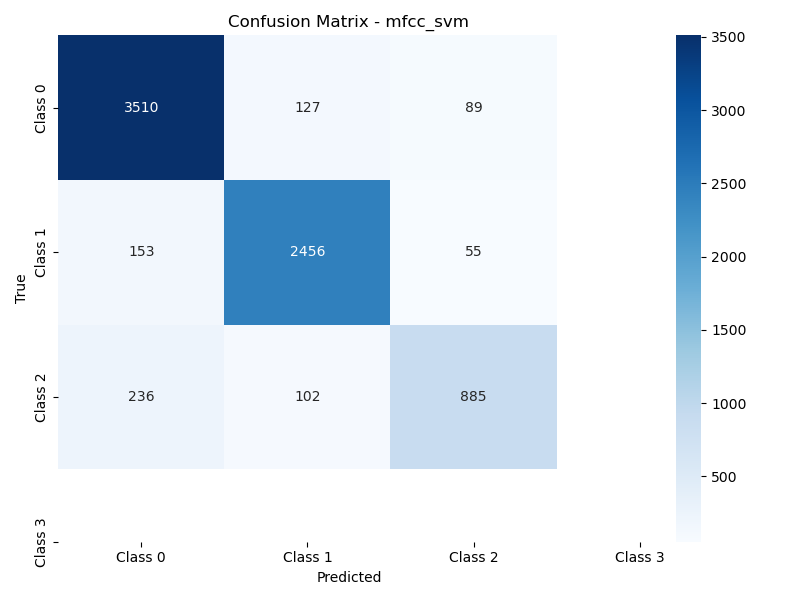 Confusion Matrix - mfcc_svm
True
Class 0
3510
127
89
Class 1
153
2456
55
Class 2
236
102
885
Class 3
Class 0
Class 1
Class 2
Class 3
Predicted
3500
3000
2500
2000
1500
1000
500